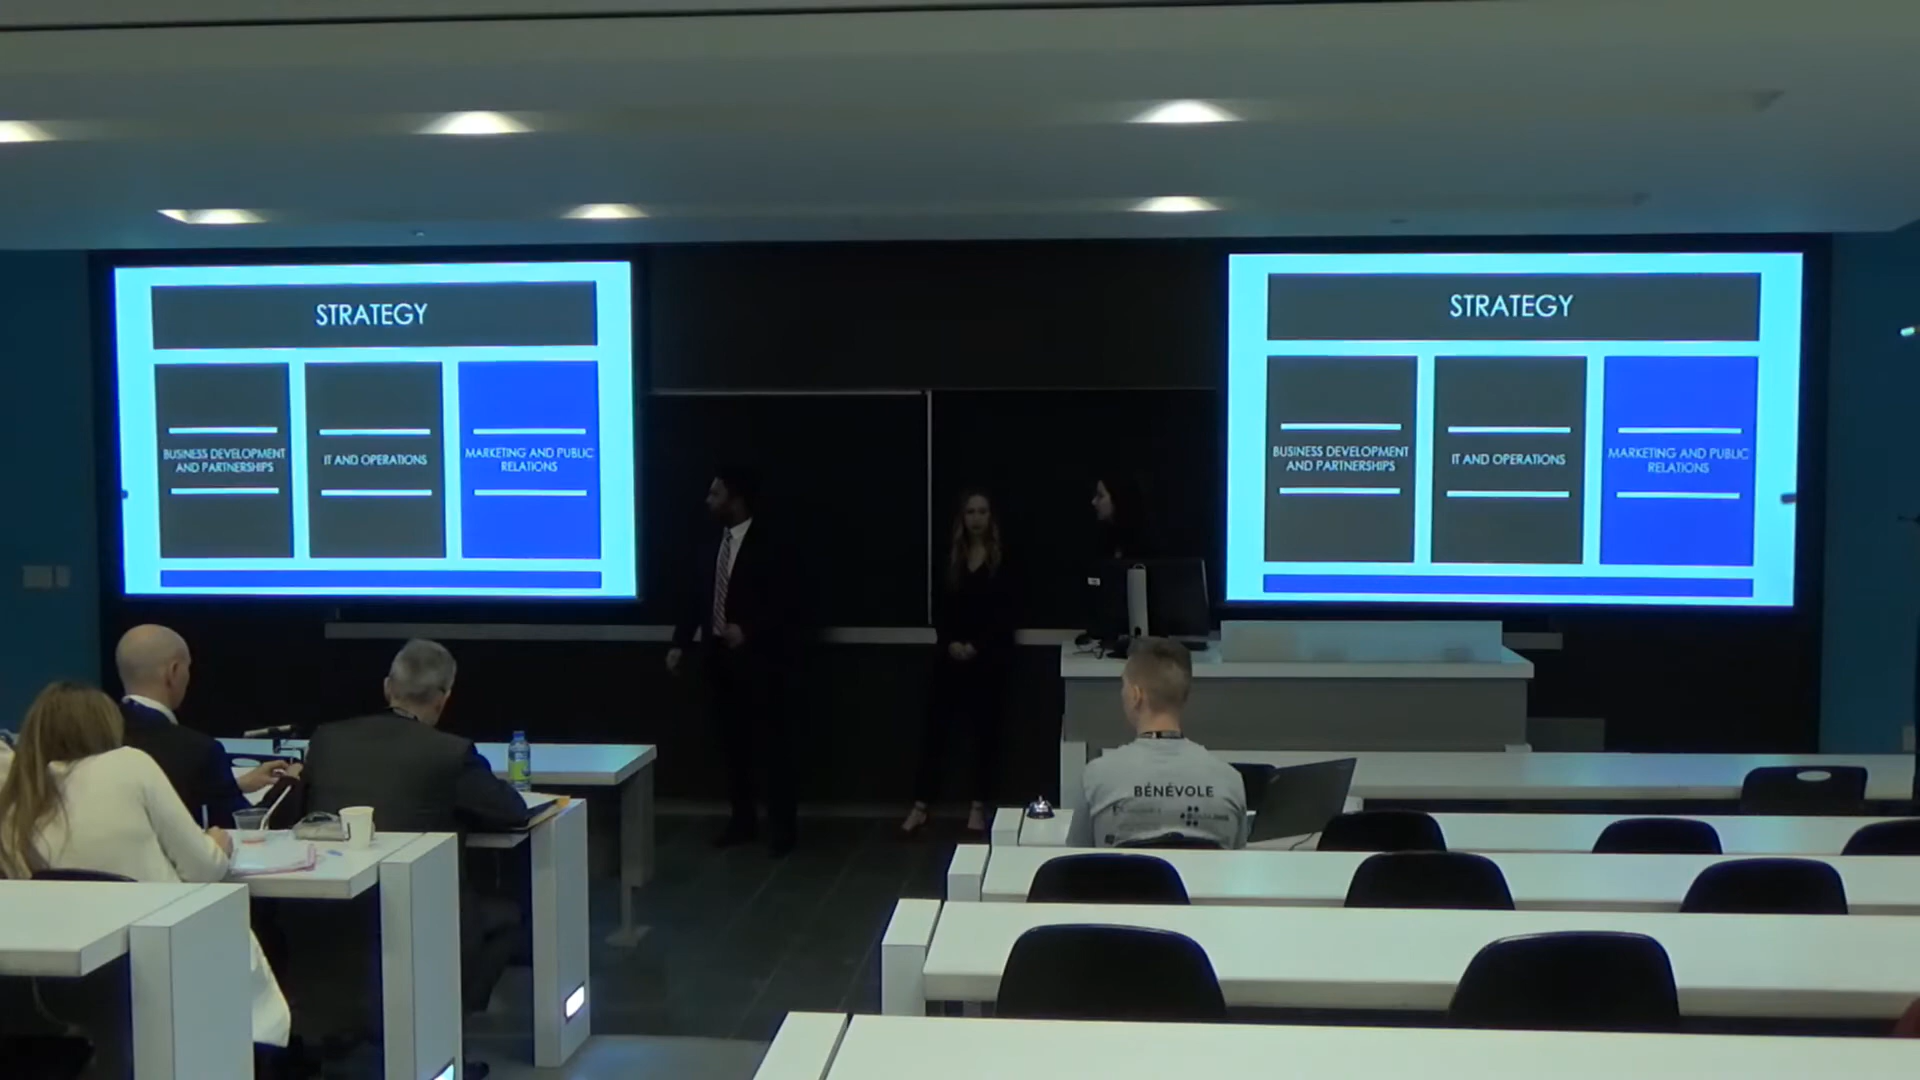 STRATEGY
BUSINESS DEVELOPMENT
AND PARTNERSHIPS
IT AND OPERATIONS
MARKETING AND PUBLIC
RELATIONS
STRATEGY
BUSINESS DEVELOPMENT
AND PARTNERSHIPS
IT AND OPERATIONS
MARKETING AND PUBLIC
RELATIONS
BÉNÉVOLE